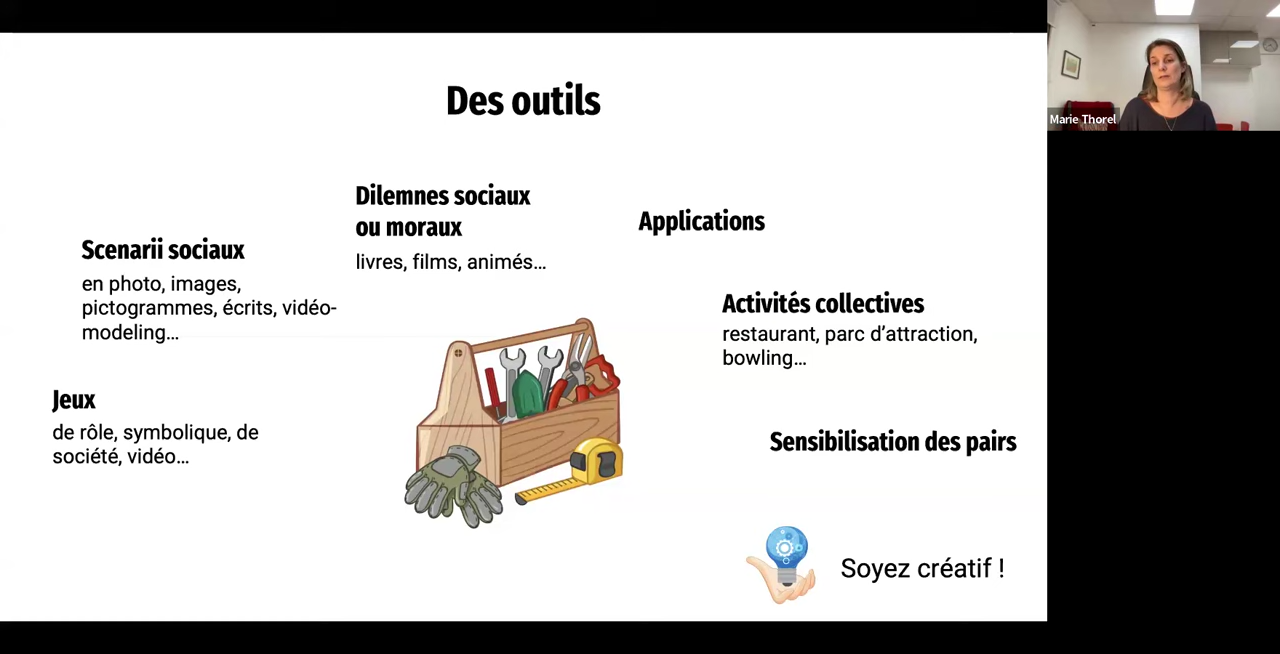 Des outils
Marie Thorel
Dilemnes sociaux
ou moraux
livres, films, animés…
Applications
Scenarii sociaux
en photo, images,
pictogrammes, écrits, vidéo-
modeling…
Activités collectives
restaurant, parc d’attraction,
bowling…
Jeux
de rôle, symbolique, de
société, vidéo…
Sensibilisation des pairs
Soyez créatif !